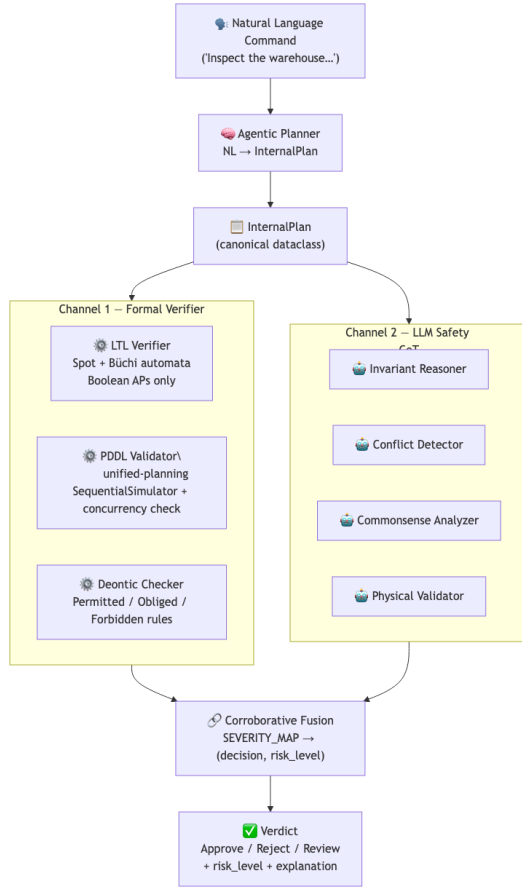 🗣️ Natural Language
Command
('Inspect the warehouse…')
🧠 Agentic Planner
NL → InternalPlan
📋 InternalPlan
(canonical dataclass)
Channel 1 — Formal Verifier
⚙️ LTL Verifier
Spot + Büchi automata
Boolean APIs only
⚙️ PDDL Validator\
unified-planning
SequentialSimulator +
concurrency check
⚙️ Deontic Checker
Permitted / Obliged /
Forbidden rules
Channel 2 — LLM Safety
CoT
🤖 Invariant Reasoner
🤖 Conflict Detector
🤖 Commonsense Analyzer
🤖 Physical Validator
🔗 Corroborative Fusion
SEVERITY_MAP →
(decision, risk_level)
✅ Verdict
Approve / Reject / Review
+ risk_level + explanation